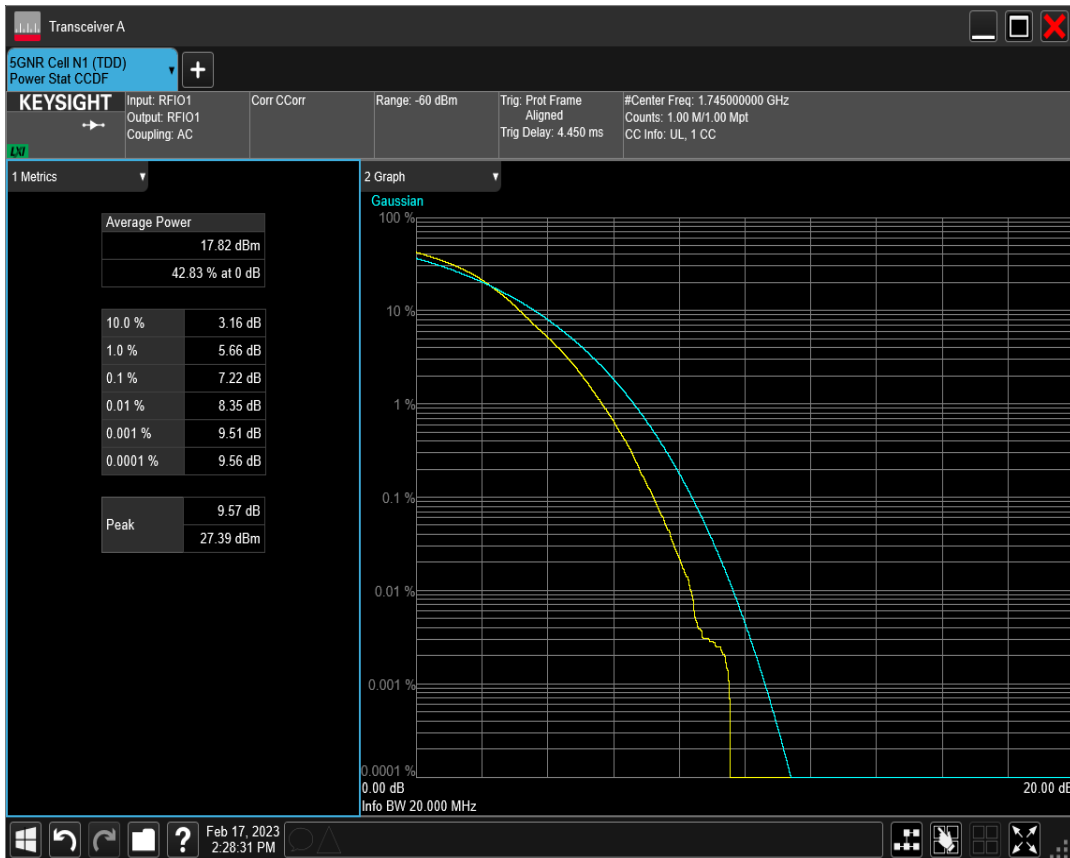 Transceiver A
5GNR Cell N1 (TDD)
Power Stat CCDF
KEYSIGHT
LXI
Input: RFIO1
Output: RFIO1
Coupling: AC
Corr CCorr
Range: -60 dBm
Trig: Prot Frame
Aligned
Trig Delay: 4.450 ms
#Center Freq: 1.745000000 GHz
Counts: 1.00 M/1.00 Mpt
CC Info: UL, 1 CC
1 Metrics
Average Power
17.82 dBm
42.83 % at 0 dB
10.0 % 3.16 dB
1.0 % 5.66 dB
0.1 % 7.22 dB
0.01 % 8.35 dB
0.001 % 9.51 dB
0.0001 % 9.56 dB
Peak 9.57 dB
27.39 dBm
2 Graph
Gaussian
100 %
10 %
1 %
0.1 %
0.01 %
0.001 %
0.0001 %
0.00 dB 20.00 dB
Info BW 20.000 MHz
?
Feb 17, 2023
2:28:31 PM